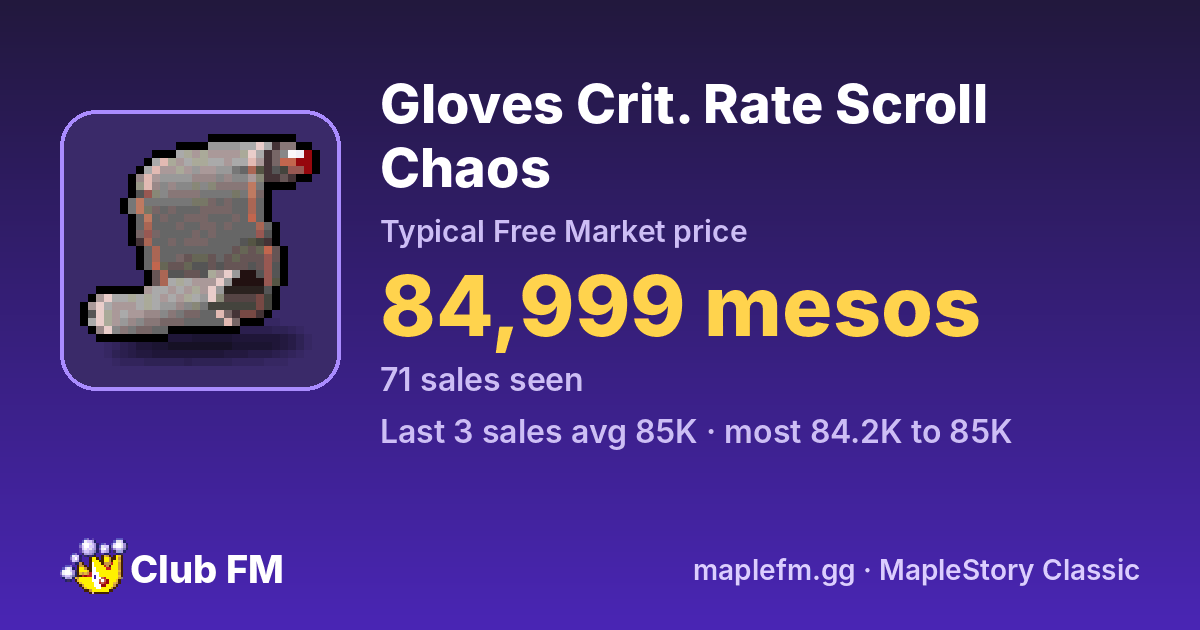 Gloves Crit. Rate Scroll
Chaos
Typical Free Market price
84,999 mesos
71 sales seen
Last 3 sales avg 85K · most 84.2K to 85K
Club FM
maplefm.gg · MapleStory Classic